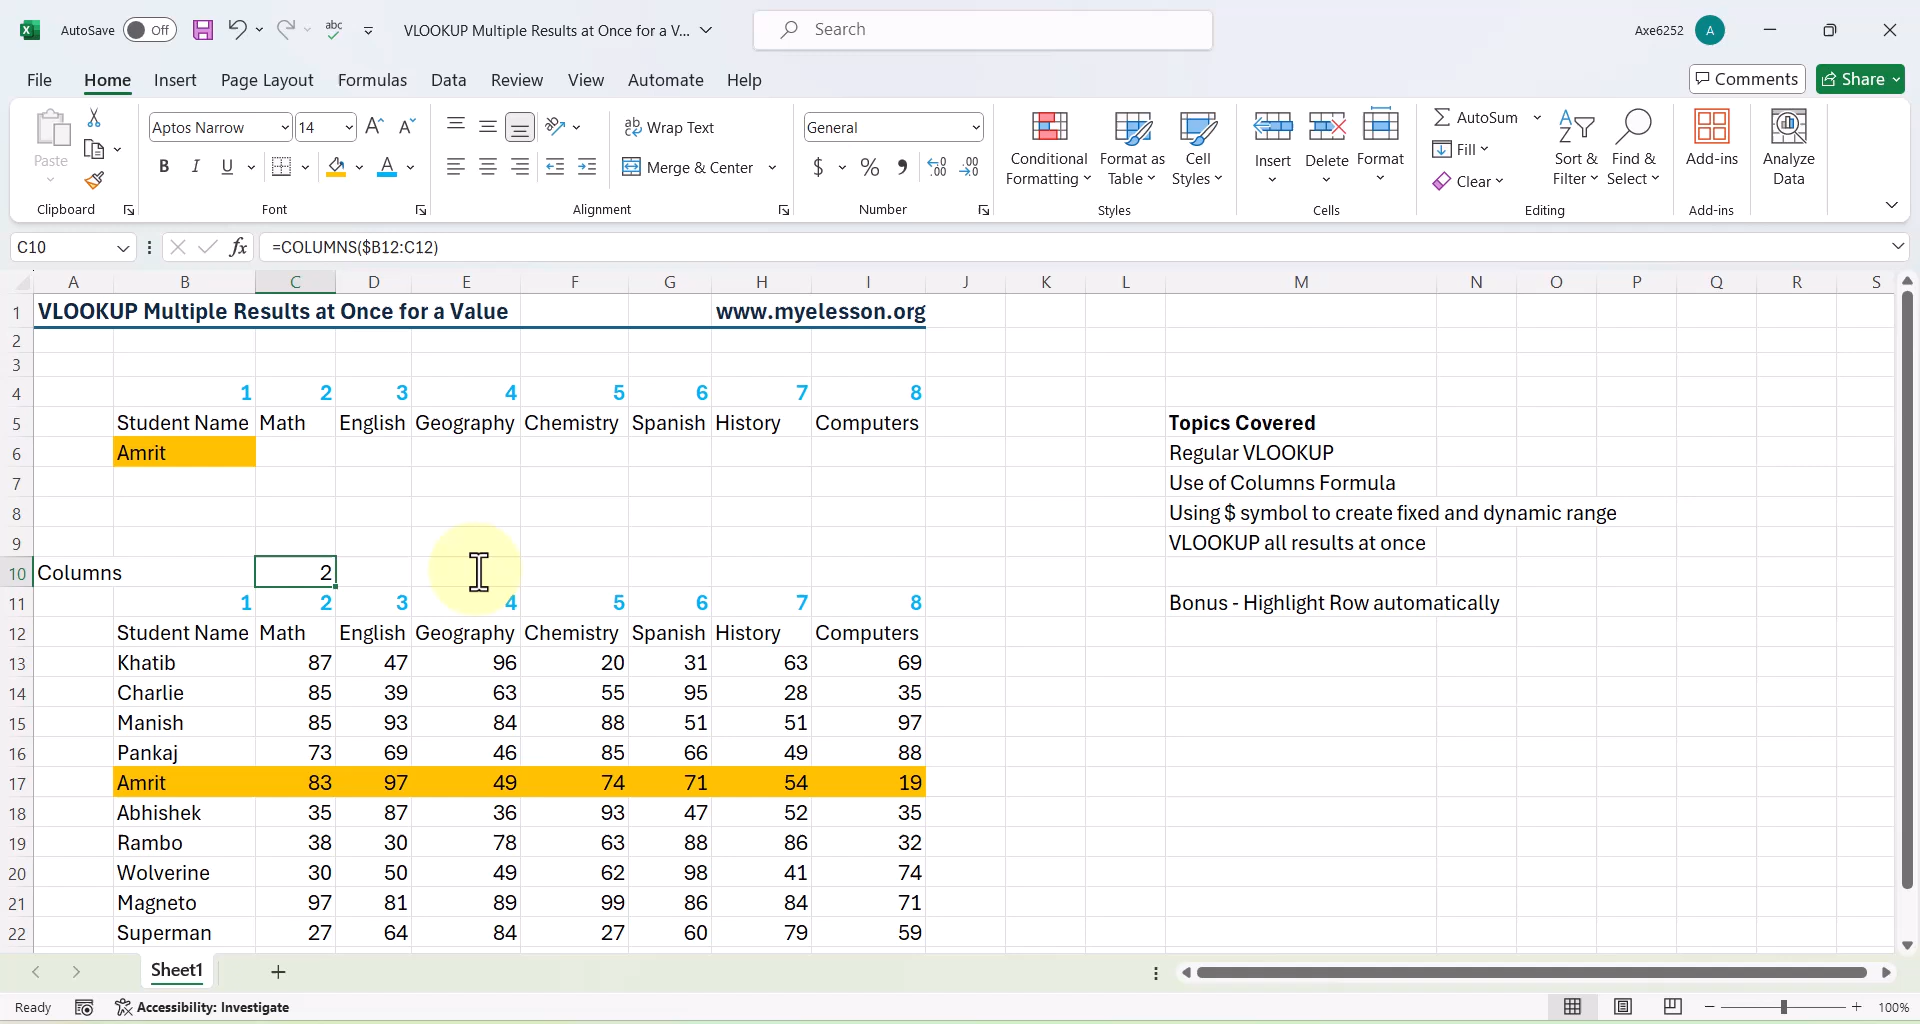 AutoSave Off abc VLOOKUP Multiple Results at Once for a V... Search Axe6252 A
File Home Insert Page Layout Formulas Data Review View Automate Help Comments Share
Paste Aptos Narrow 14 A A ab Wrap Text General Conditional Formatting Format as Table Cell Styles Insert Delete Format AutoSum Sort & Filter Find & Select Add-ins Analyze Data
B I U A Merge & Center $ % , Fill
Clear
Clipboard Font Alignment Number Styles Cells Editing Add-ins
C10 fx =COLUMNS($B12:C12)
A B C D E F G H I J K L M N O P Q R S
1 VLOOKUP Multiple Results at Once for a Value www.myelesson.org
2
3
4 1 2 3 4 5 6 7 8
5 Student Name Math English Geography Chemistry Spanish History Computers Topics Covered
6 Amrit Regular VLOOKUP
7 Use of Columns Formula
8 Using $ symbol to create fixed and dynamic range
9 VLOOKUP all results at once
10 Columns 2
11 1 2 3 4 5 6 7 8 Bonus - Highlight Row automatically
12 Student Name Math English Geography Chemistry Spanish History Computers
13 Khatib 87 47 96 20 31 63 69
14 Charlie 85 39 63 55 95 28 35
15 Manish 85 93 84 88 51 51 97
16 Pankaj 73 69 46 85 66 49 88
17 Amrit 83 97 49 74 71 54 19
18 Abhishek 35 87 36 93 47 52 35
19 Rambo 38 30 78 63 88 86 32
20 Wolverine 30 50 49 62 98 41 74
21 Magneto 97 81 89 99 86 84 71
22 Superman 27 64 84 27 60 79 59
Sheet1
Ready Accessibility: Investigate 100%